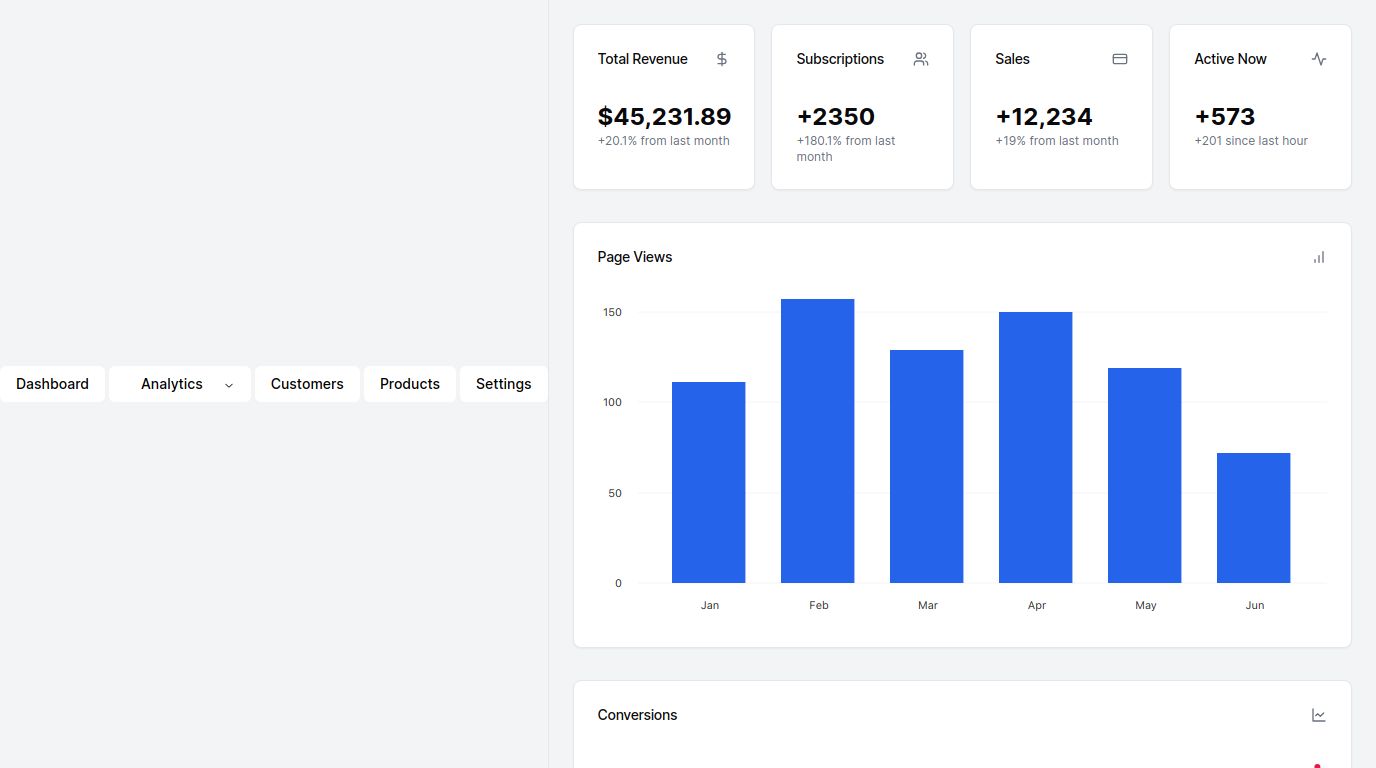 Dashboard
Analytics
Customers
Products
Settings
Total Revenue
$45,231.89
+20.1% from last month
Subscriptions
+2350
+180.1% from last
month
Sales
+12,234
+19% from last month
Active Now
+573
+201 since last hour
Page Views
150
100
50
0
Jan
Feb
Mar
Apr
May
Jun
Conversions